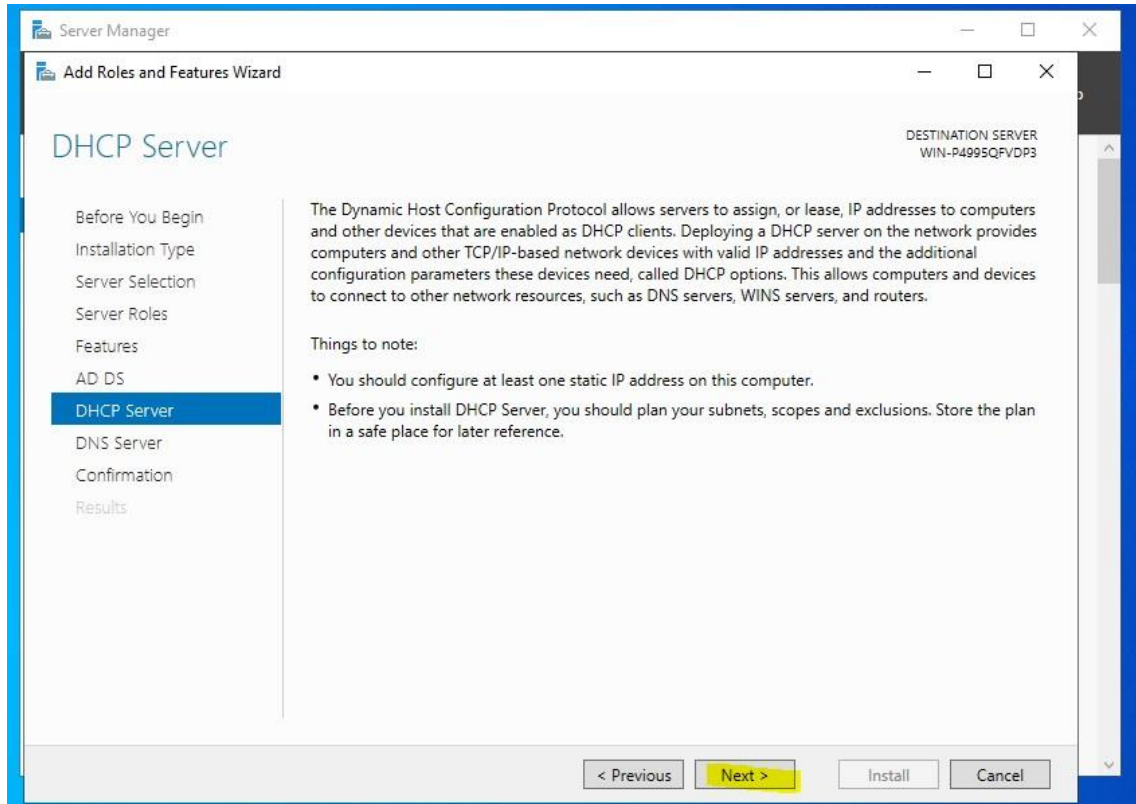 Server Manager
Add Roles and Features Wizard
DHCP Server
DESTINATION SERVER
WIN-P4995QFVDP3
Before You Begin
Installation Type
Server Selection
Server Roles
Features
AD DS
DHCP Server
DNS Server
Confirmation
Results
The Dynamic Host Configuration Protocol allows servers to assign, or lease, IP addresses to computers
and other devices that are enabled as DHCP clients. Deploying a DHCP server on the network provides
computers and other TCP/IP-based network devices with valid IP addresses and the additional
configuration parameters these devices need, called DHCP options. This allows computers and devices
to connect to other network resources, such as DNS servers, WINS servers, and routers.
Things to note:
• You should configure at least one static IP address on this computer.
• Before you install DHCP Server, you should plan your subnets, scopes and exclusions. Store the plan
in a safe place for later reference.
< Previous
Next >
Install
Cancel